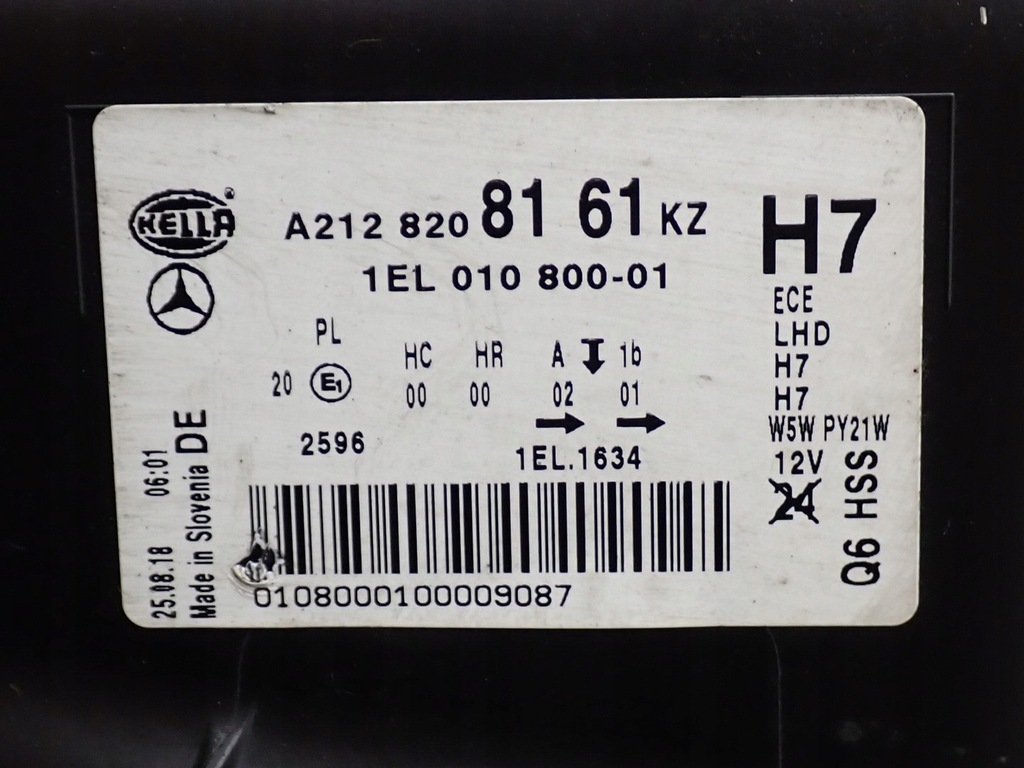 HELLA
A212 820 81 61 KZ
1EL 010 800-01
H7
ECE
LHD
H7
H7
W5W PY21W
12V
24
Q6 HSS
PL
HC HR A 1b
20 E1 00 00 02 01
2596
1EL.1634
25.08.18 06:01
Made in Slovenia DE
0108000100009087